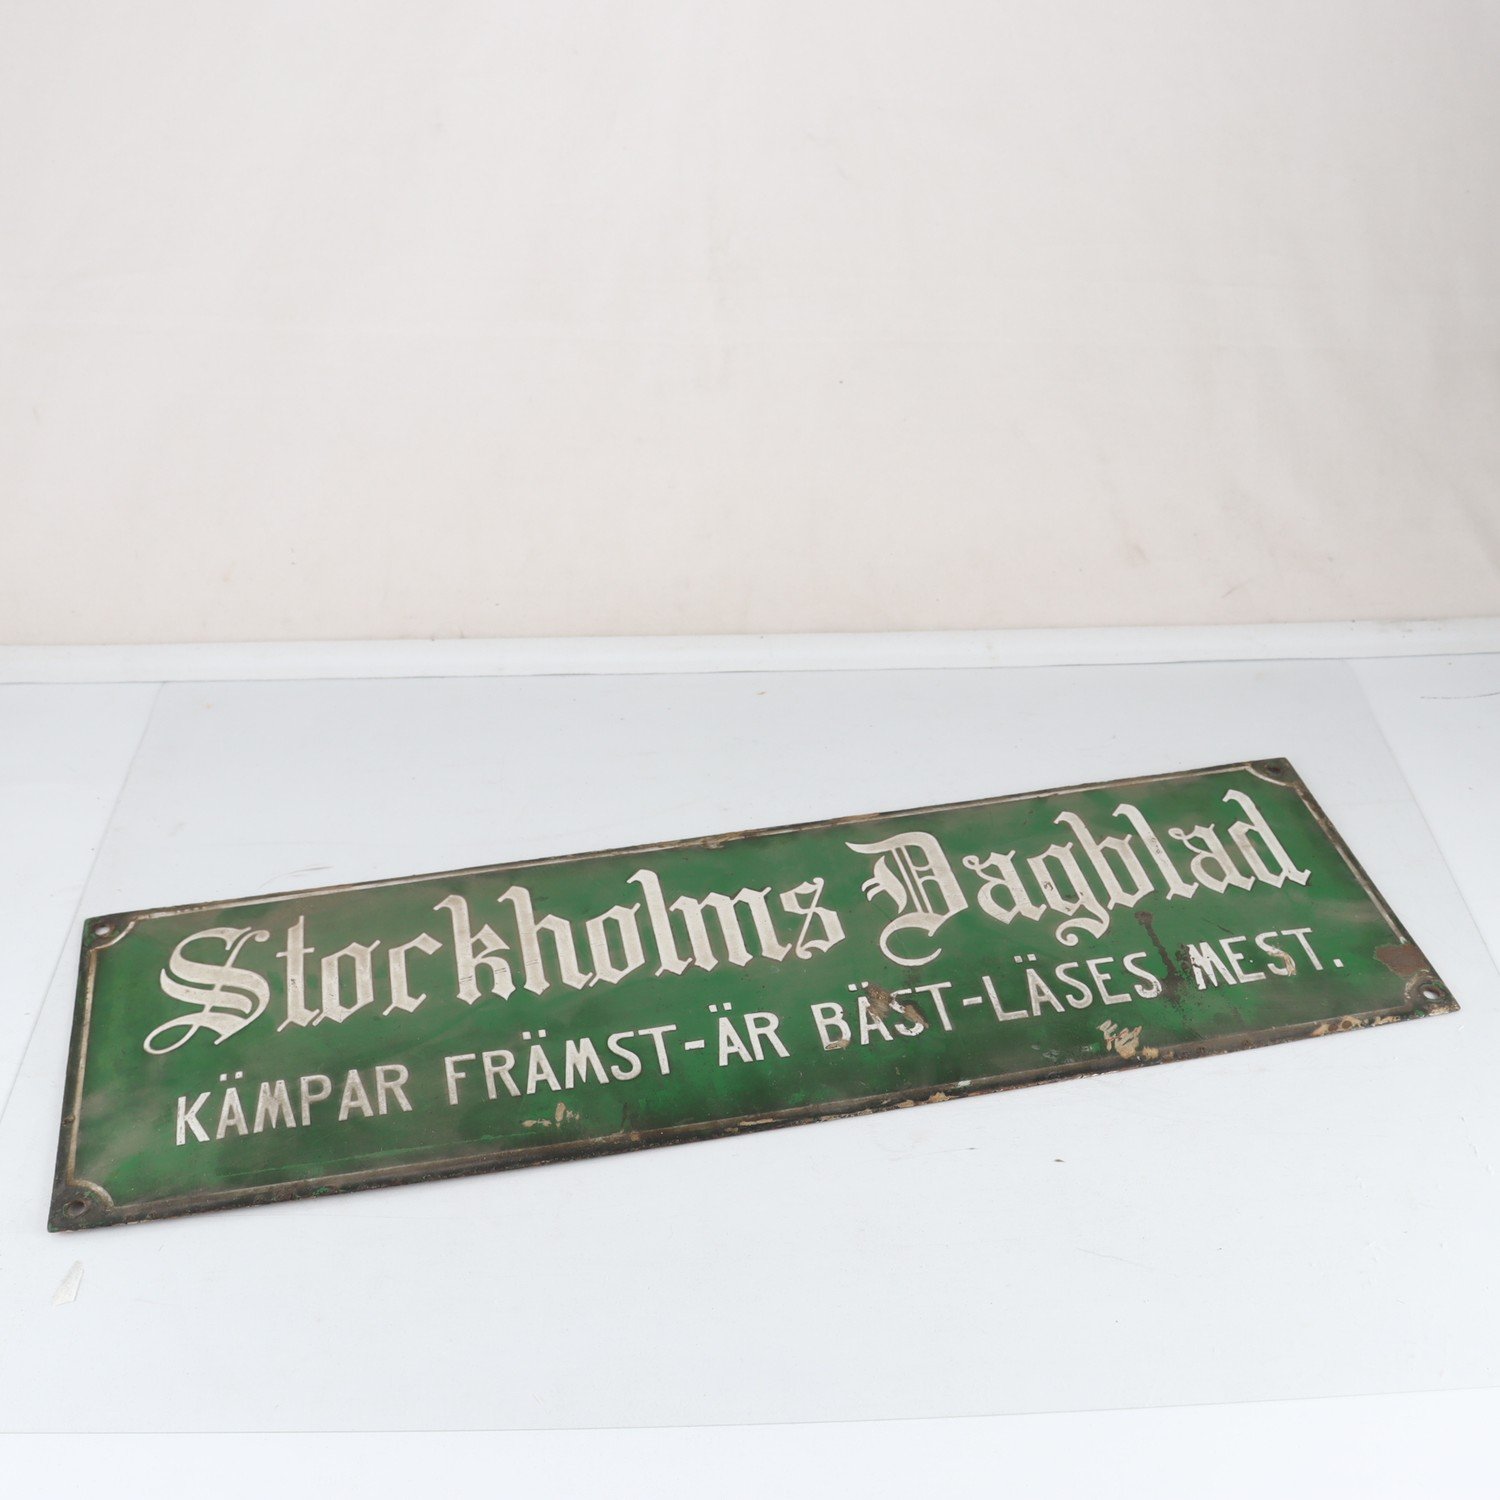 Stockholms Dagblad
KÄMPAR FRÄMST-ÄR BÄST-LÄSES MEST.